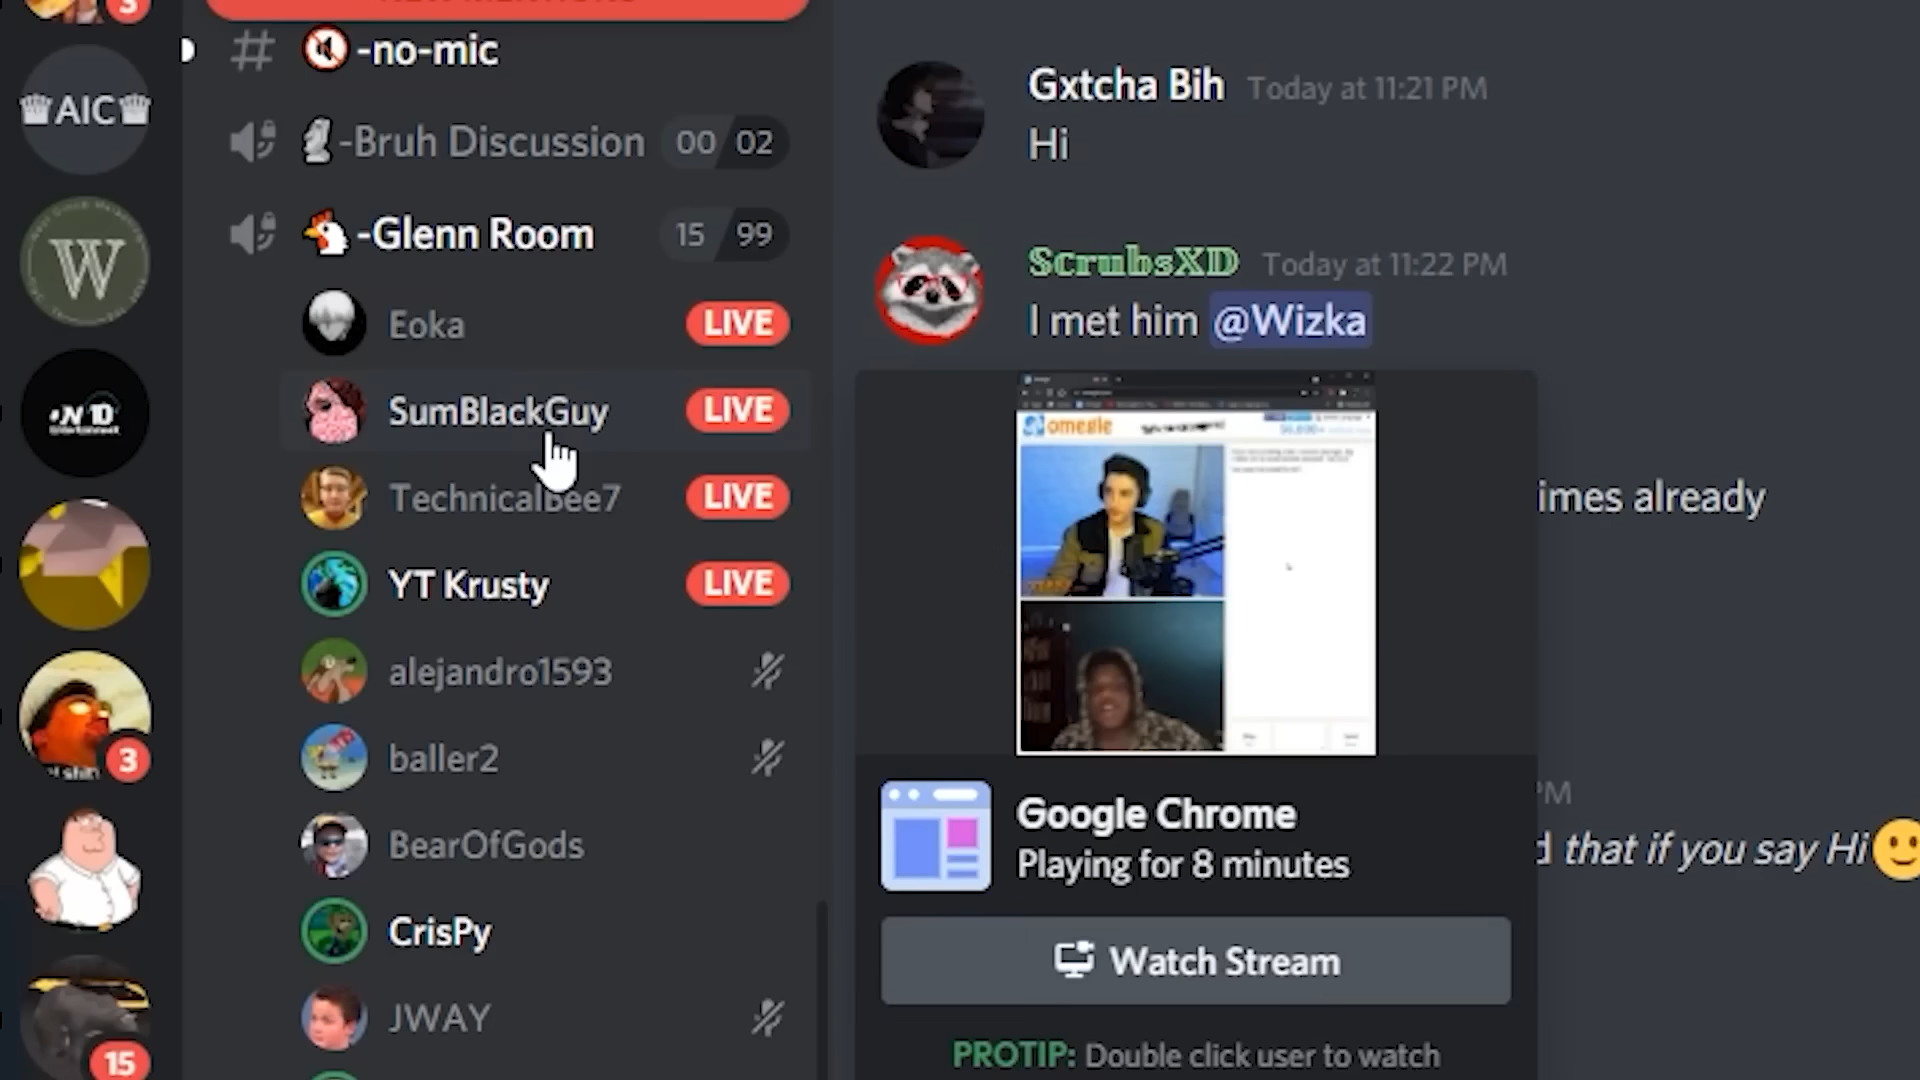 3
AIC
W
3
15
-no-mic
-Bruh Discussion 00 02
-Glenn Room 15 99
Eoka LIVE
SumBlackGuy LIVE
TechnicalBee7 LIVE
YT Krusty LIVE
alejandro1593
baller2
BearOfGods
CrisPy
JWAY
Gxtcha Bih Today at 11:21 PM
Hi
ScrubsXD Today at 11:22 PM
I met him @Wizka
omegle
imes already
PM
that if you say Hi
Google Chrome
Playing for 8 minutes
Watch Stream
PROTIP: Double click user to watch